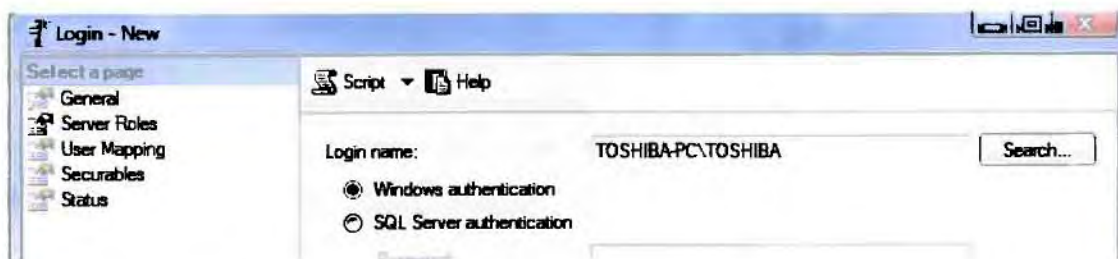 Login - New
Select a page
General
Server Roles
User Mapping
Securables
Status
Script Help
Login name: TOSHIBA-PC\TOSHIBA Search...
Windows authentication
SQL Server authentication